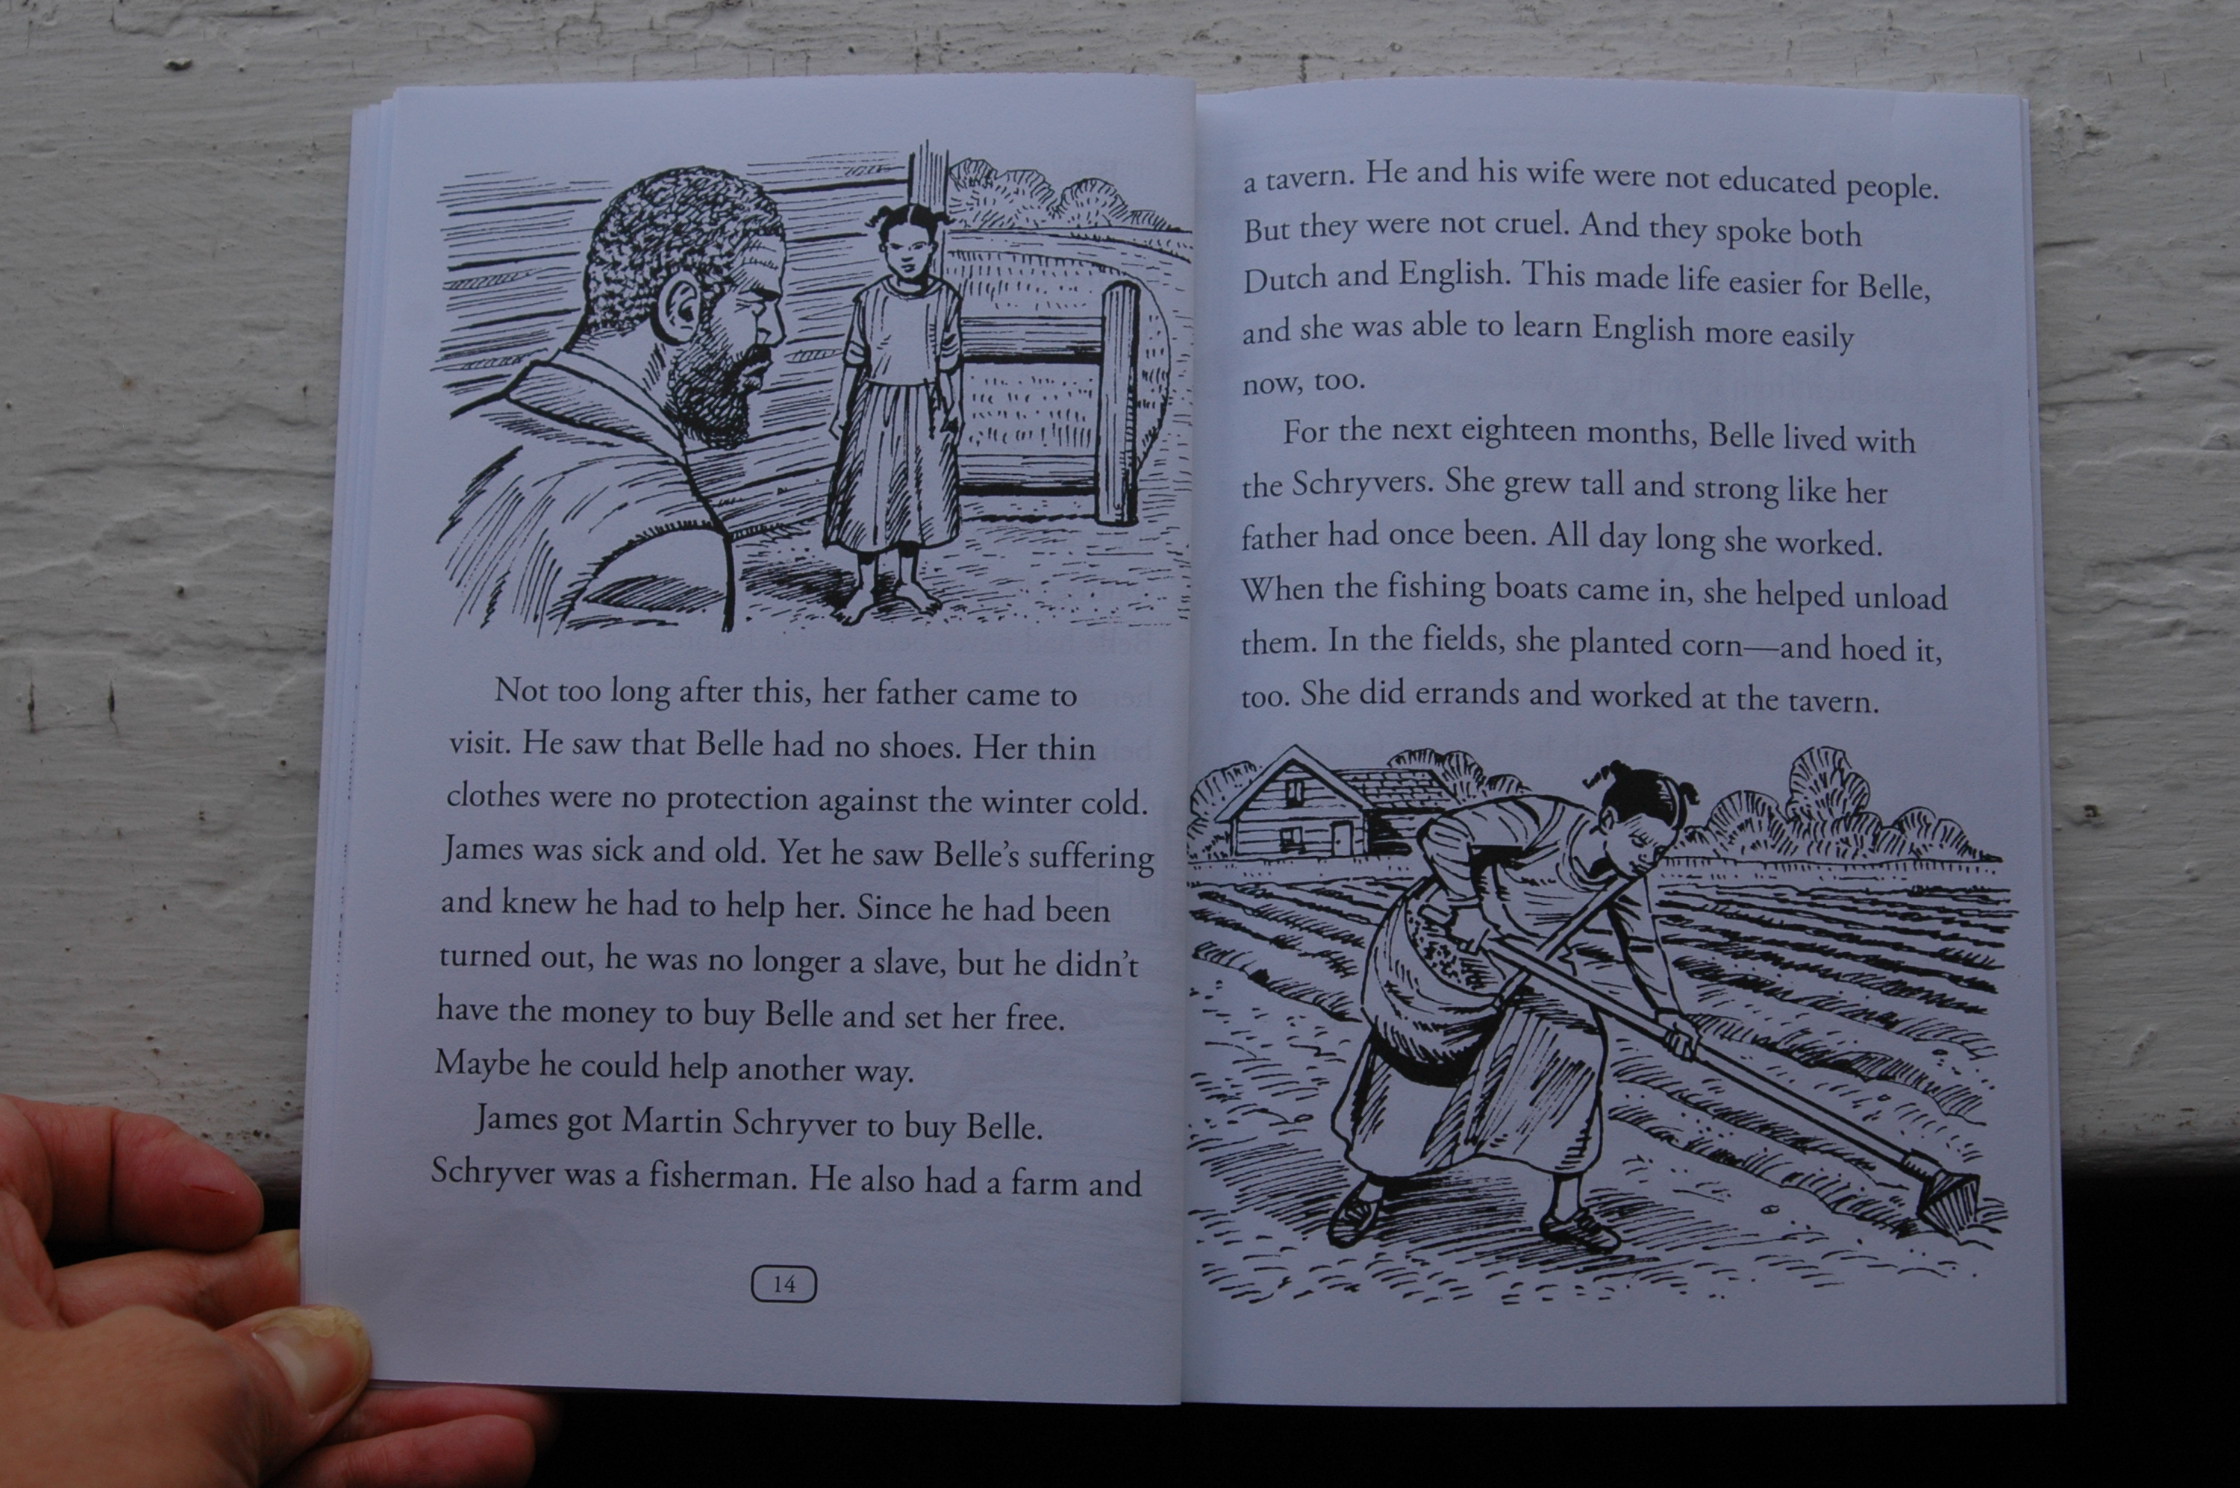 Not too long after this, her father came to
visit. He saw that Belle had no shoes. Her thin
clothes were no protection against the winter cold.
James was sick and old. Yet he saw Belle’s suffering
and knew he had to help her. Since he had been
turned out, he was no longer a slave, but he didn’t
have the money to buy Belle and set her free.
Maybe he could help another way.
James got Martin Schryver to buy Belle.
Schryver was a fisherman. He also had a farm and
14
a tavern. He and his wife were not educated people.
But they were not cruel. And they spoke both
Dutch and English. This made life easier for Belle,
and she was able to learn English more easily
now, too.
For the next eighteen months, Belle lived with
the Schryvers. She grew tall and strong like her
father had once been. All day long she worked.
When the fishing boats came in, she helped unload
them. In the fields, she planted corn—and hoed it,
too. She did errands and worked at the tavern.